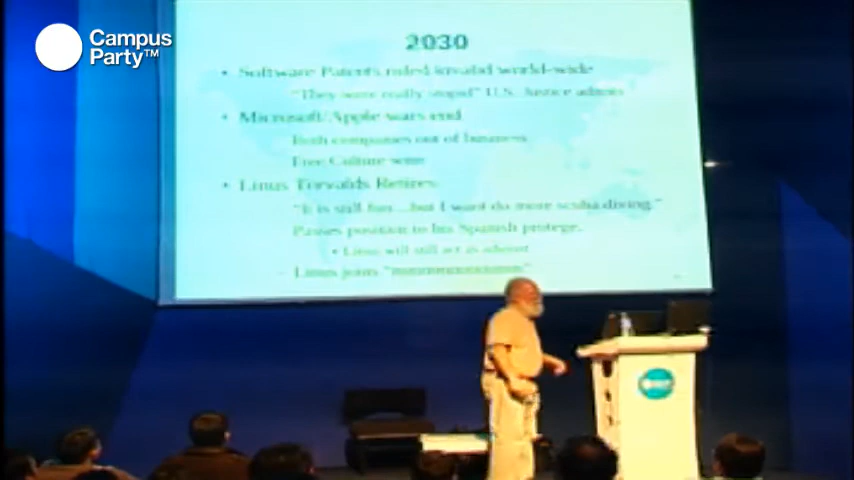 Campus
Party™
2030
• Software Patents ruled invalid world-wide
"They were really stupid" U.S. Justice admits
• Microsoft/Apple wars end
Both companies out of business
Free Culture wins
• Linus Torvalds Retires
"It is still fun...but I want do more scuba diving."
Passes position to his Spanish protege.
• Linus will still act as advisor
– Linus joins